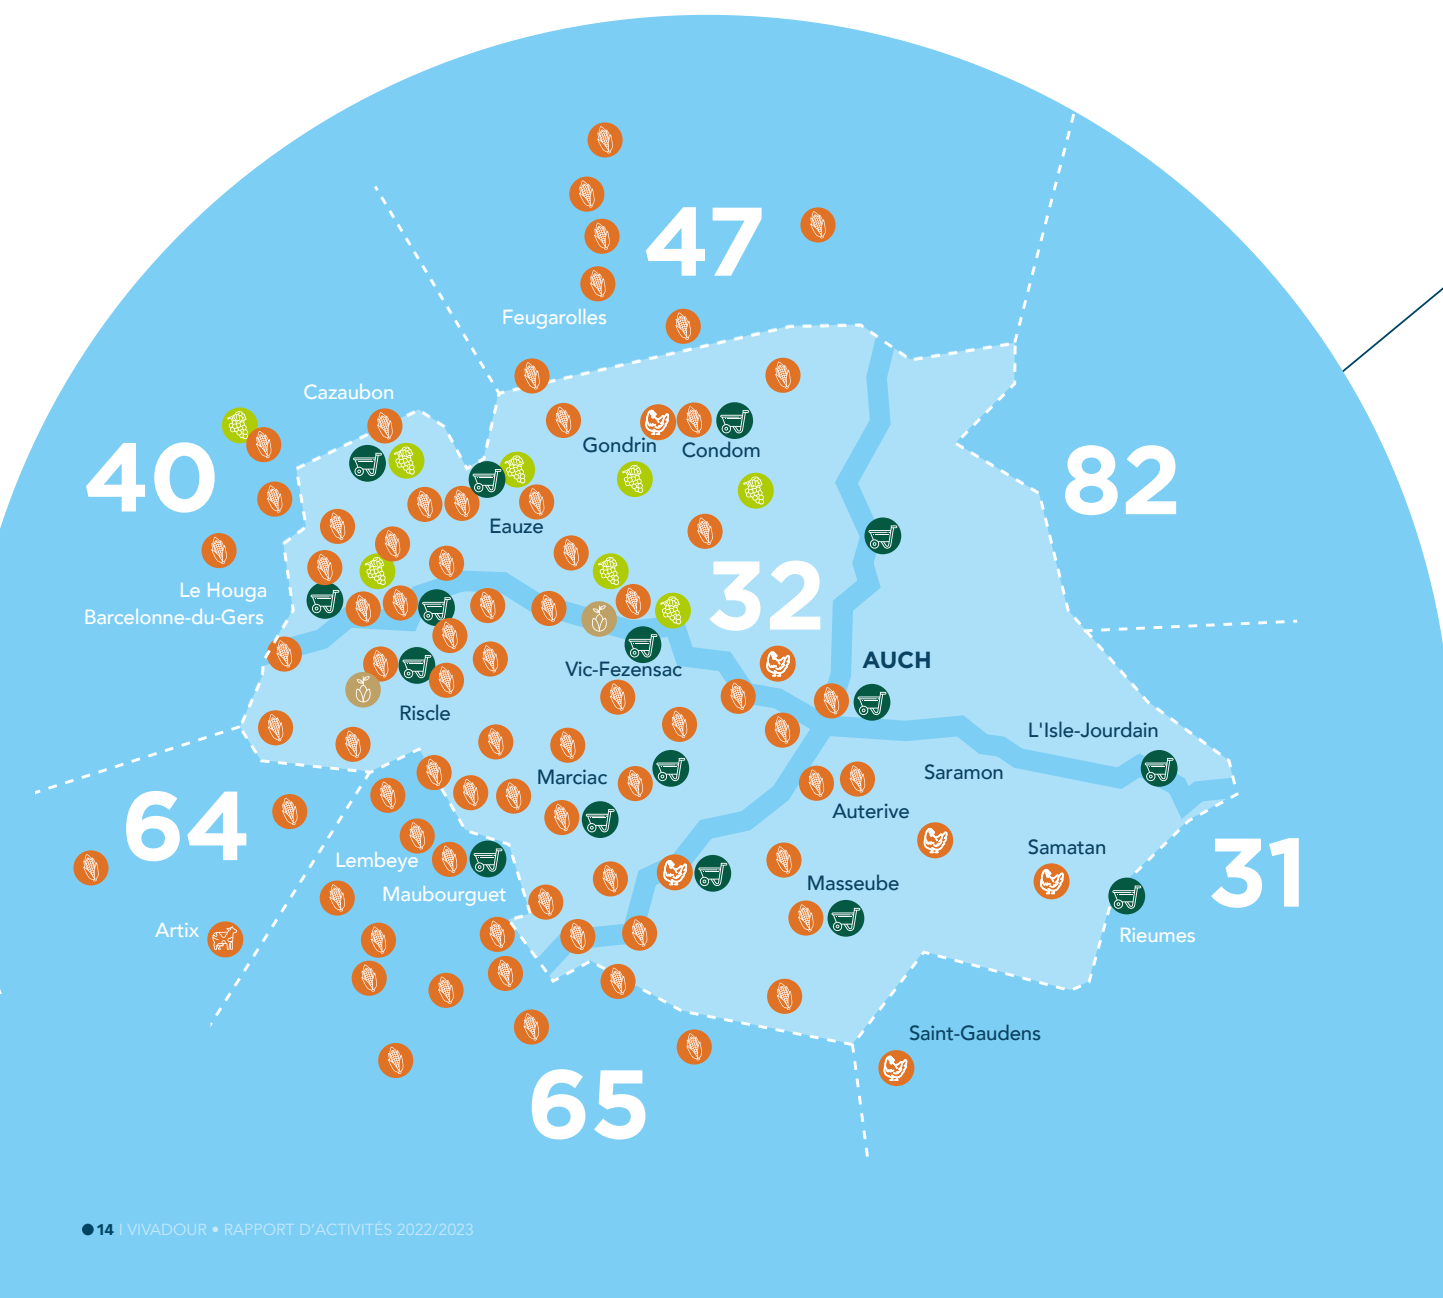 47
Feugarolles
Cazaubon
40
Gondrin
Condom
82
Eauze
32
Le Houga
Barcelonne-du-Gers
Vic-Fezensac
AUCH
Riscle
L'Isle-Jourdain
Marciac
Saramon
64
Auterive
Lembeye
Samatan
31
Maubourguet
Masseube
Artix
Rieumes
Saint-Gaudens
65
14 I VIVADOUR • RAPPORT D'ACTIVITÉS 2022/2023